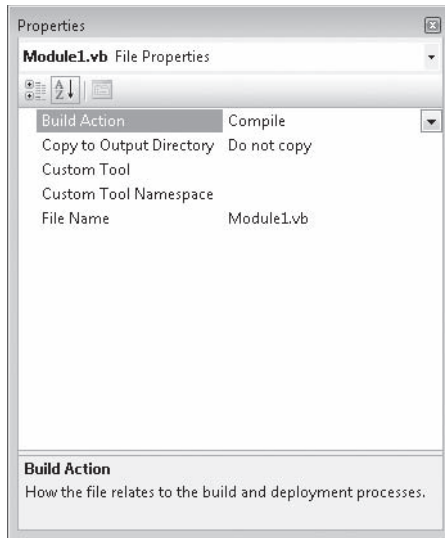 Properties
Module1.vb File Properties
A
Z
Build Action Compile
Copy to Output Directory Do not copy
Custom Tool
Custom Tool Namespace
File Name Module1.vb
Build Action
How the file relates to the build and deployment processes.